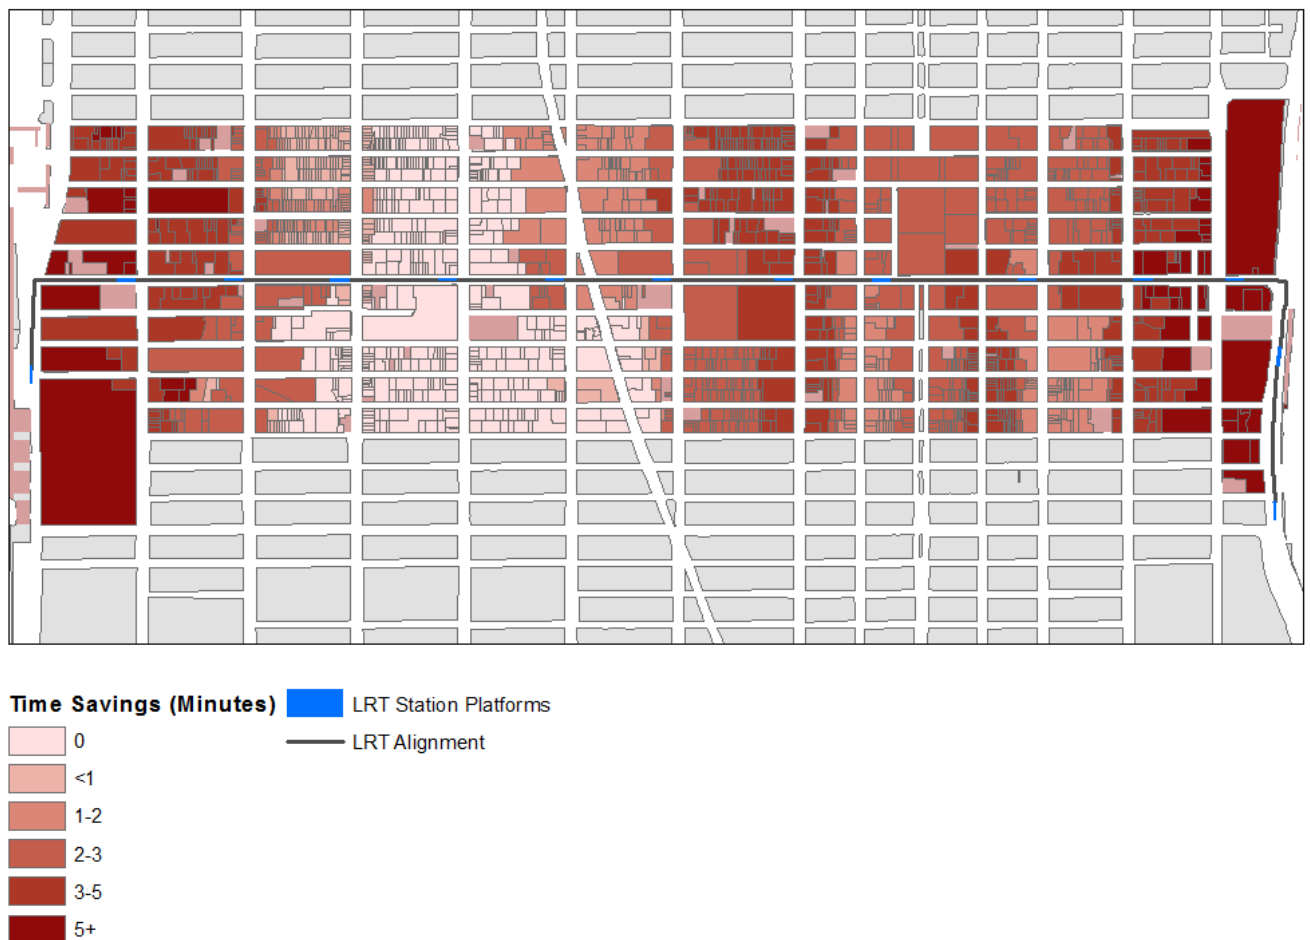 Time Savings (Minutes)
LRT Station Platforms
0
LRT Alignment
<1
1-2
2-3
3-5
5+